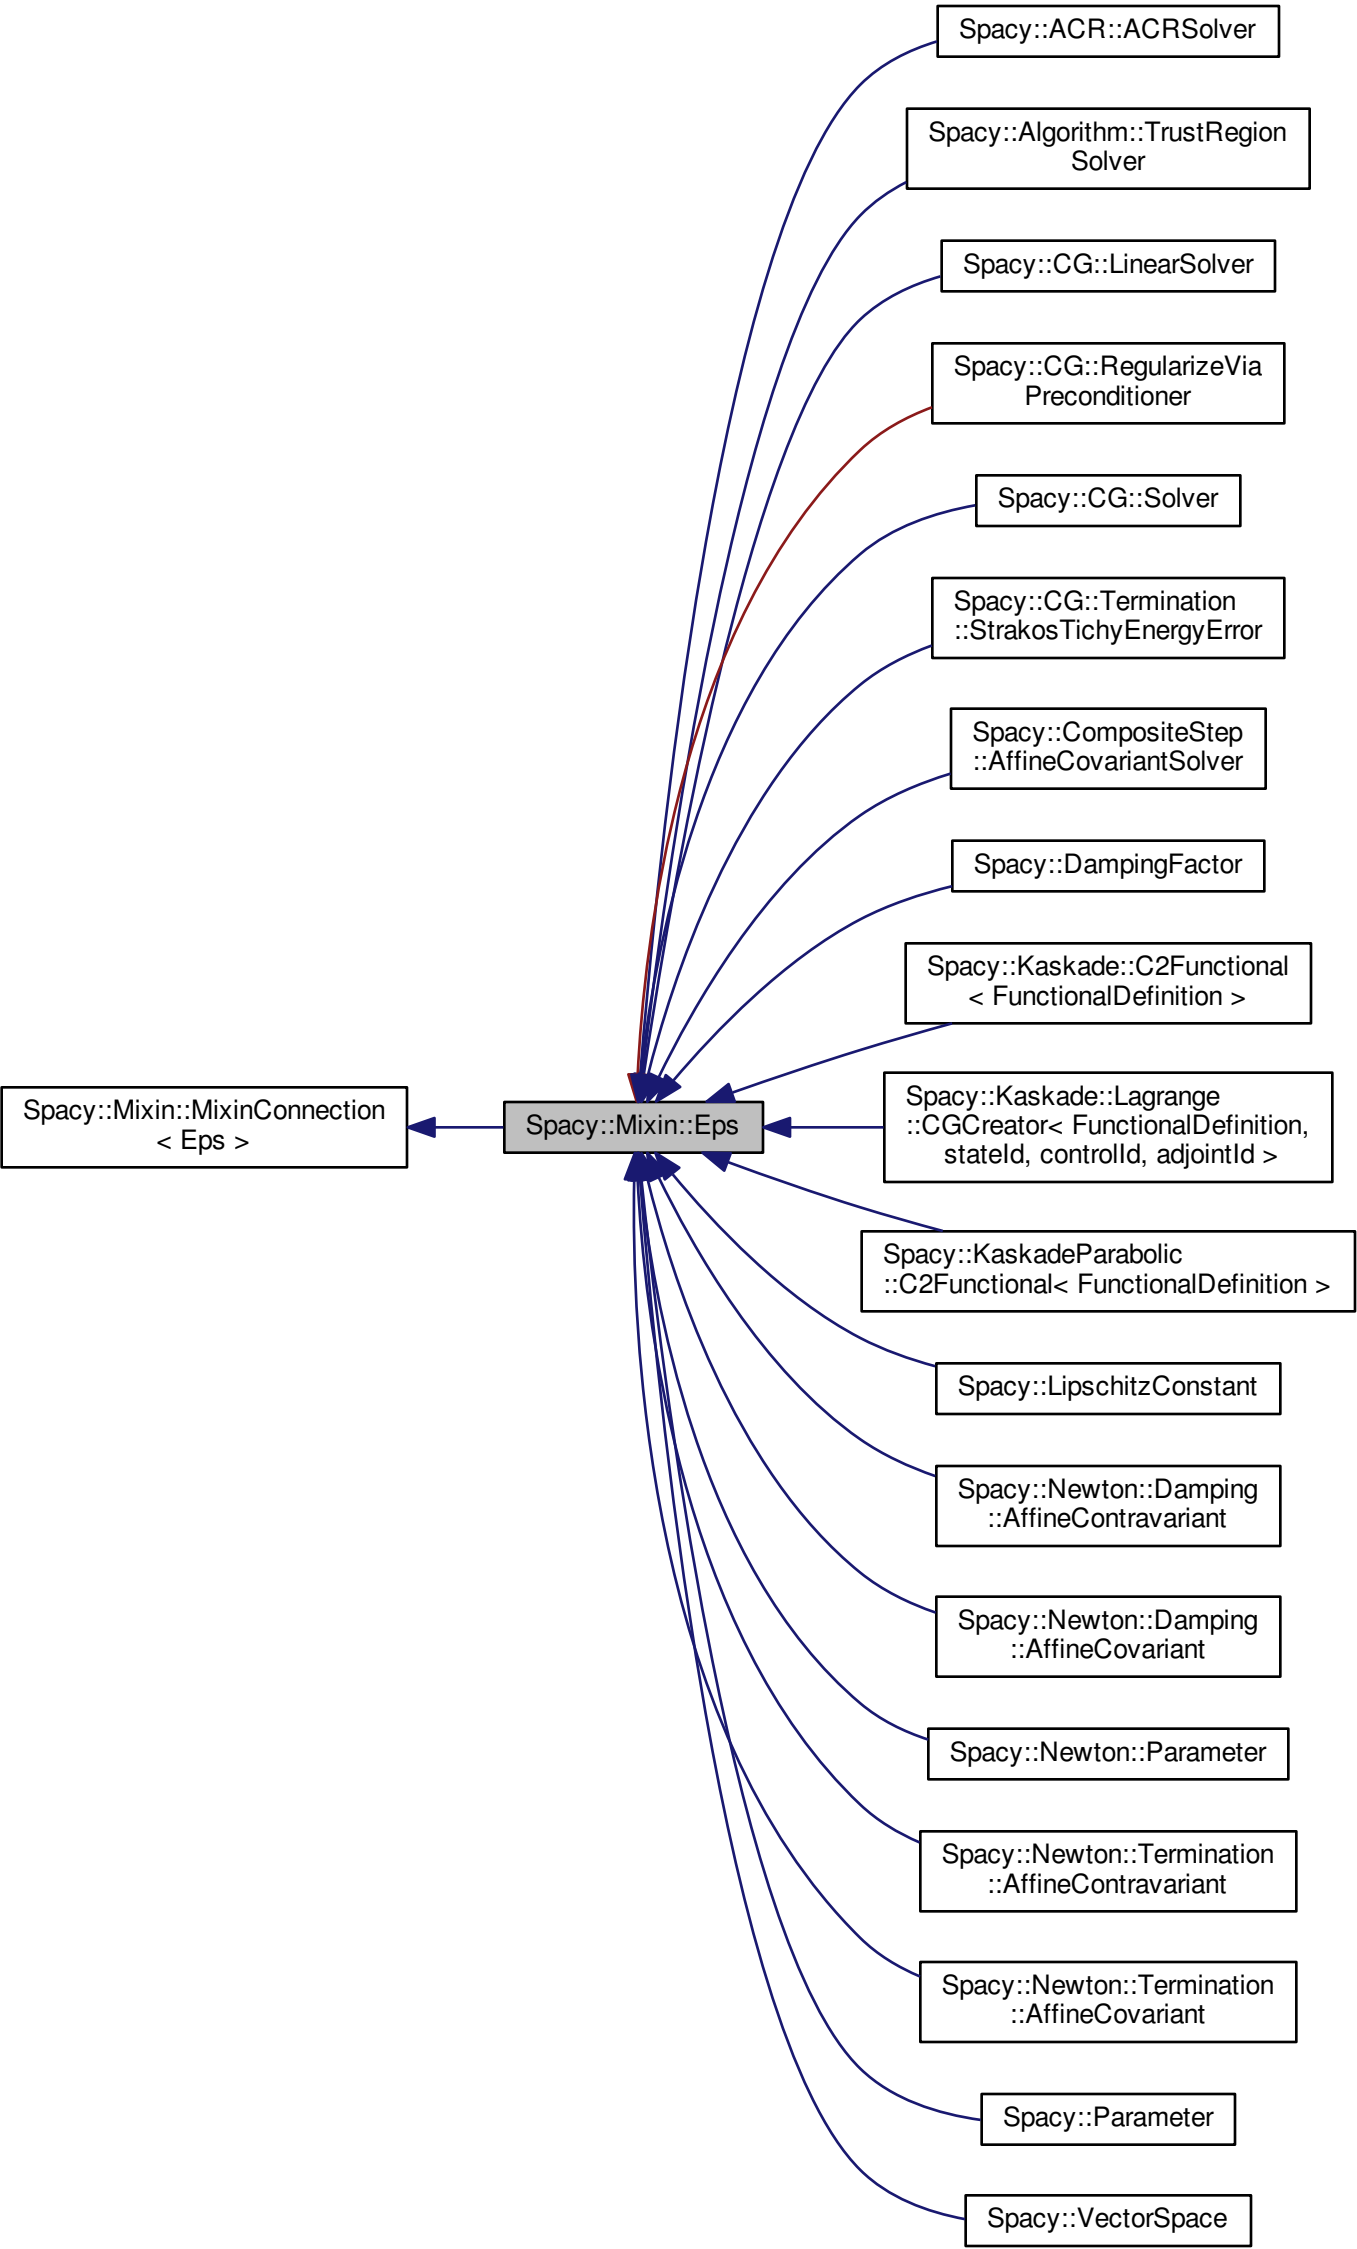 Spacy::ACR::ACRSolver
Spacy::Algorithm::TrustRegion
Solver
Spacy::CG::LinearSolver
Spacy::CG::RegularizeVia
Preconditioner
Spacy::CG::Solver
Spacy::CG::Termination
::StrakosTichyEnergyError
Spacy::CompositeStep
::AffineCovariantSolver
Spacy::DampingFactor
Spacy::Kaskade::C2Functional
< FunctionalDefinition >
Spacy::Mixin::MixinConnection
< Eps >
Spacy::Mixin::Eps
Spacy::Kaskade::Lagrange
::CGCreator< FunctionalDefinition,
stateId, controlId, adjointId >
Spacy::KaskadeParabolic
::C2Functional< FunctionalDefinition >
Spacy::LipschitzConstant
Spacy::Newton::Damping
::AffineContravariant
Spacy::Newton::Damping
::AffineCovariant
Spacy::Newton::Parameter
Spacy::Newton::Termination
::AffineContravariant
Spacy::Newton::Termination
::AffineCovariant
Spacy::Parameter
Spacy::VectorSpace